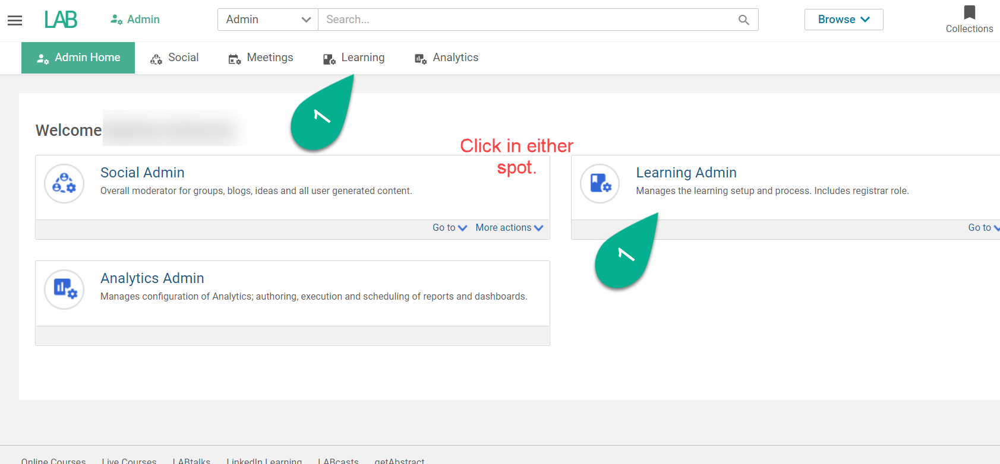 LAB
Admin
Admin
Search...
Browse
Collections
Admin Home
Social
Meetings
Learning
Analytics
1
Welcome
Click in either
spot.
Social Admin
Overall moderator for groups, blogs, ideas and all user generated content.
Go to
More actions
Learning Admin
Manages the learning setup and process. Includes registrar role.
Go to
1
Analytics Admin
Manages configuration of Analytics; authoring, execution and scheduling of reports and dashboards.
Online Courses
Live Courses
LABtalks
LinkedIn Learning
LABcasts
getAbstract